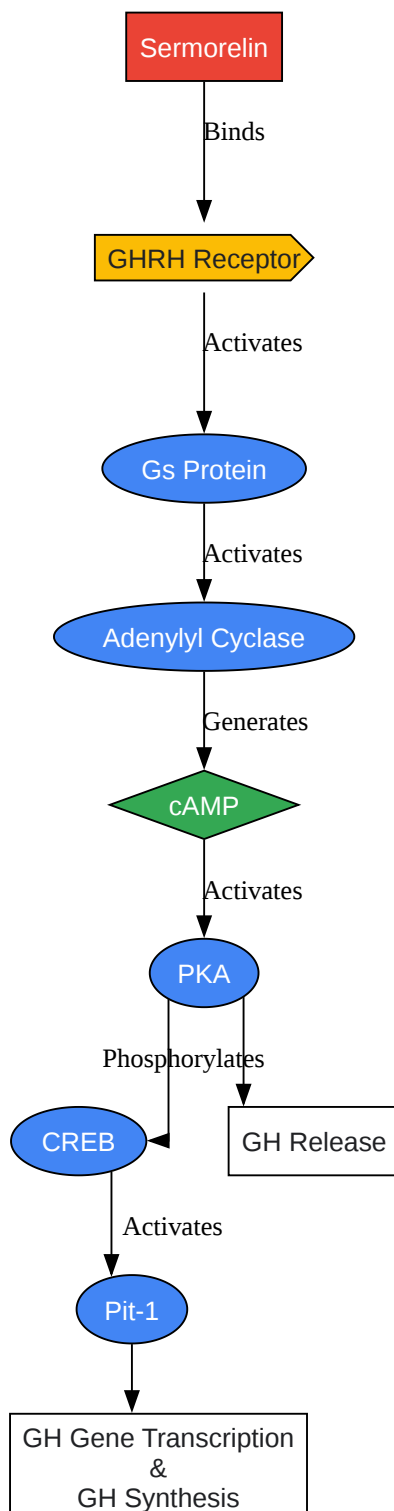 Sermorelin
Binds
GHRH Receptor
Activates
Gs Protein
Activates
Adenylyl Cyclase
Generates
cAMP
Activates
PKA
Phosphorylates
CREB
GH Release
Activates
Pit-1
GH Gene Transcription
&
GH Synthesis